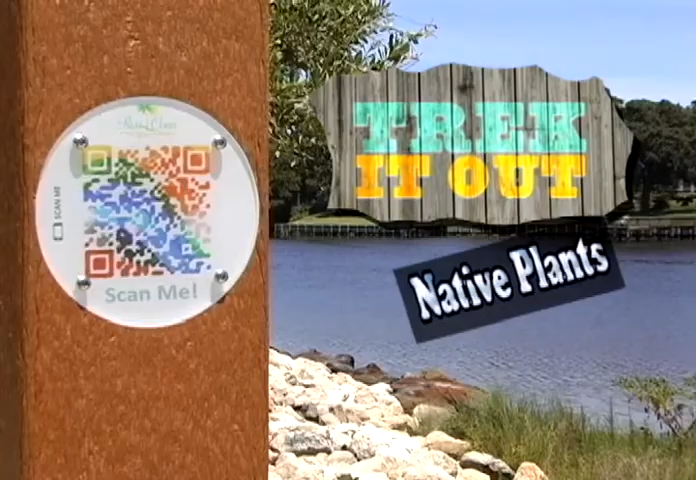 SCAN ME
Scan Me!
TREK
IT OUT
Native Plants